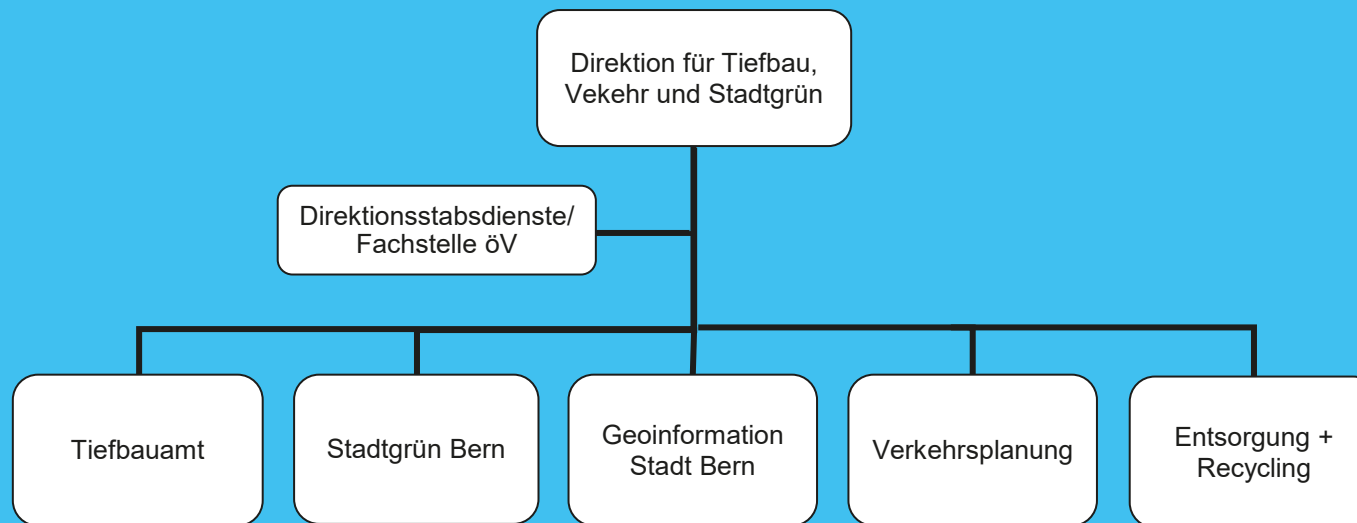 Direktion für Tiefbau,
Vekehr und Stadtgrün
Direktionsstabsdienste/
Fachstelle öV
Tiefbauamt
Stadtgrün Bern
Geoinformation
Stadt Bern
Verkehrsplanung
Entsorgung +
Recycling